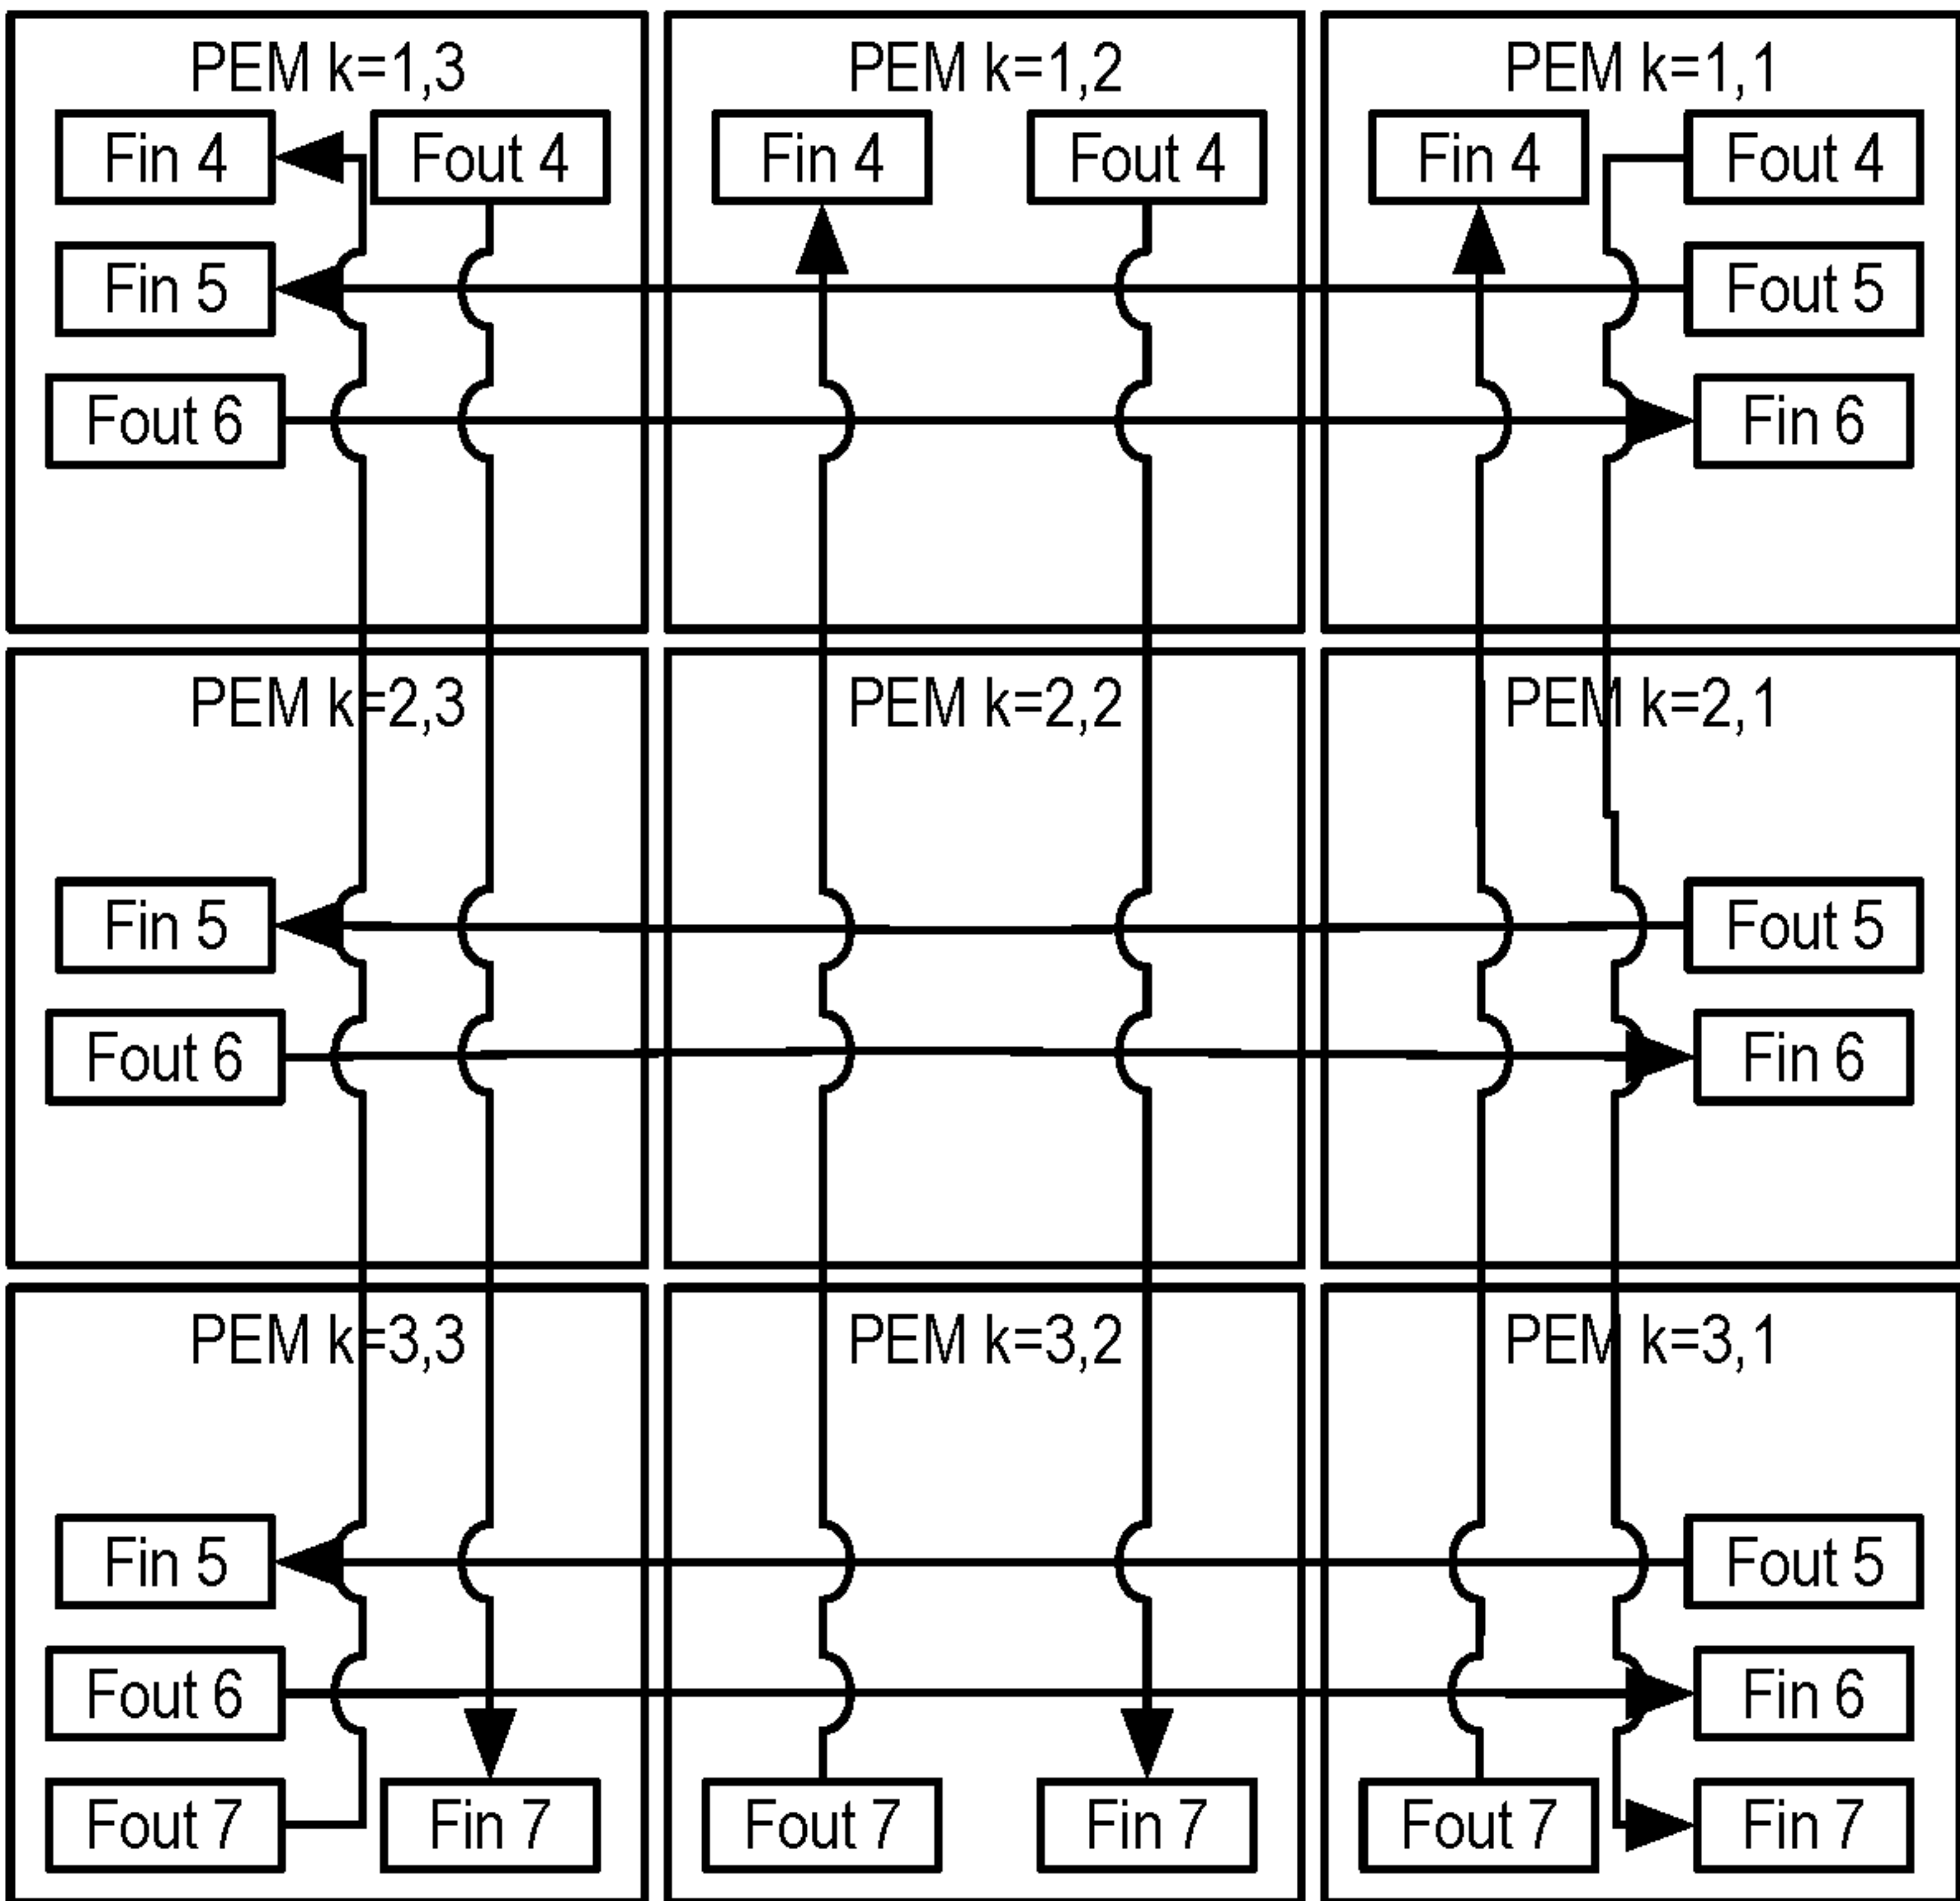 PEM k=1,3
PEM k=1,2
PEM k=1,1
Fin 4
Fout 4
Fin 4
Fout 4
Fin 4
Fout 4
Fin 5
Fout 5
Fout 6
Fin 6
PEM k=2,3
PEM k=2,2
PEM k=2,1
Fin 5
Fout 5
Fout 6
Fin 6
PEM k=3,3
PEM k=3,2
PEM k=3,1
Fin 5
Fout 5
Fout 6
Fin 6
Fout 7
Fin 7
Fout 7
Fin 7
Fout 7
Fin 7